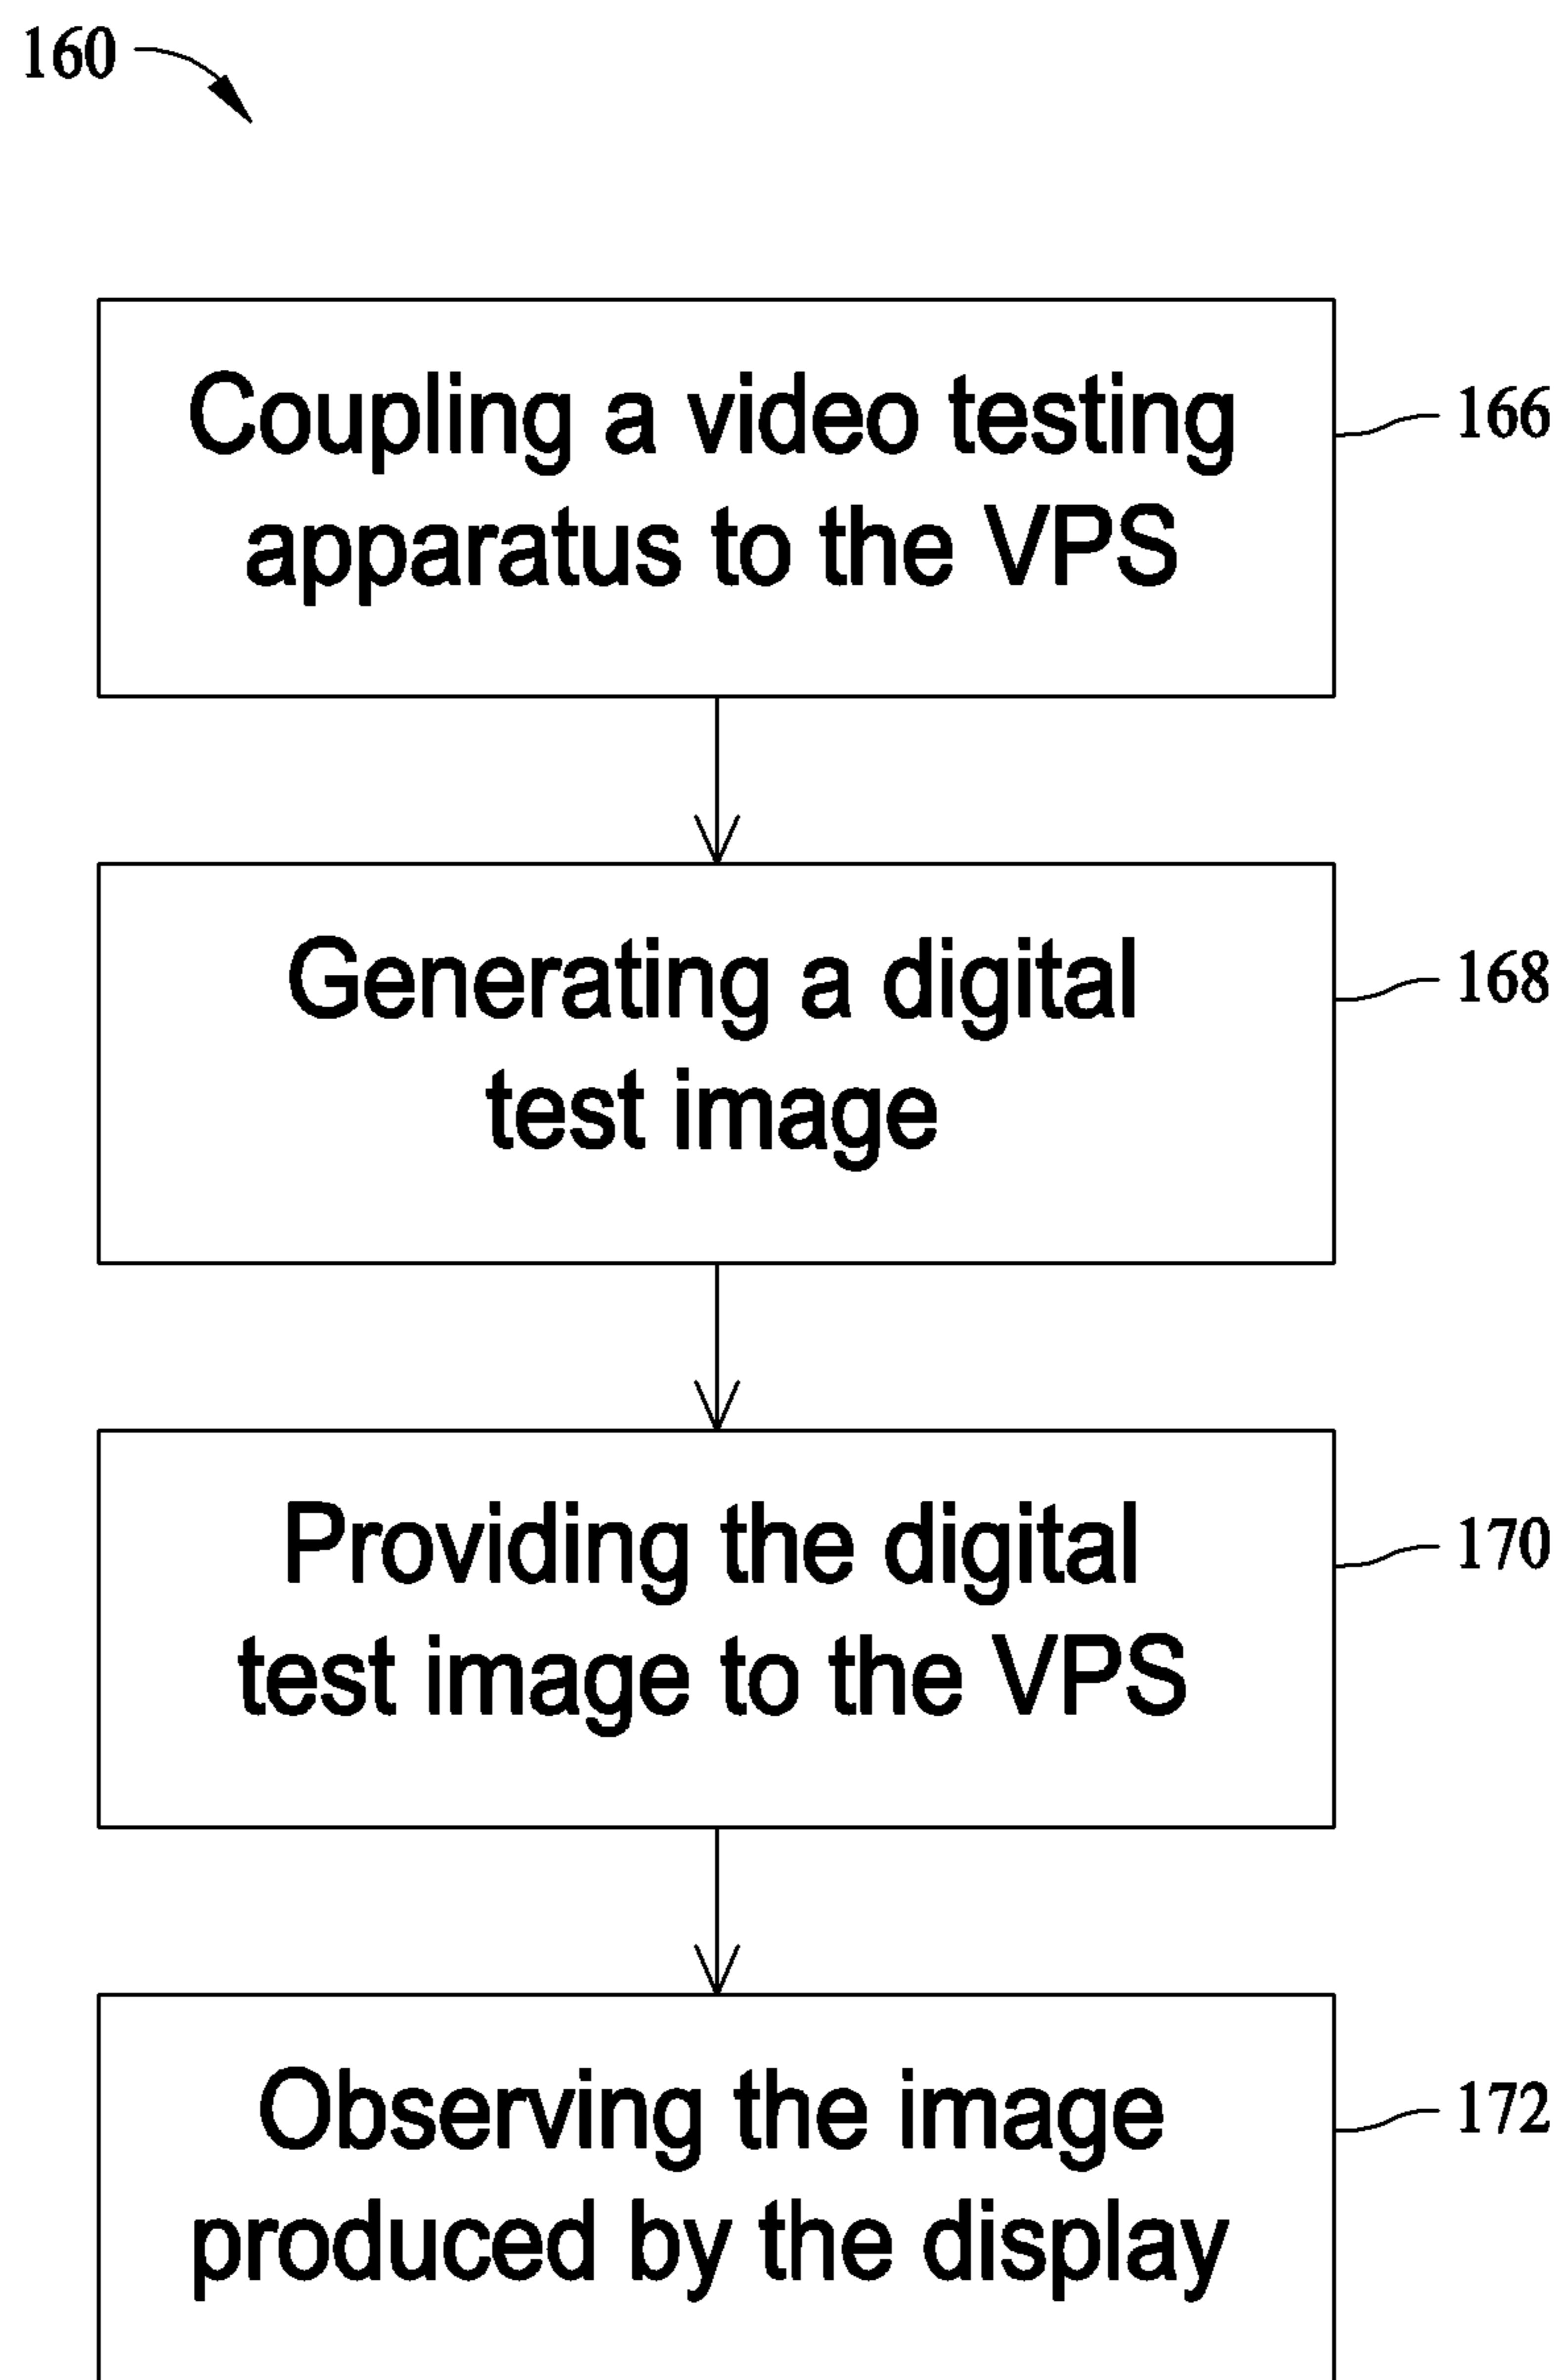 160
Coupling a video testing
apparatus to the VPS
166
Generating a digital
test image
168
Providing the digital
test image to the VPS
170
Observing the image
produced by the display
172